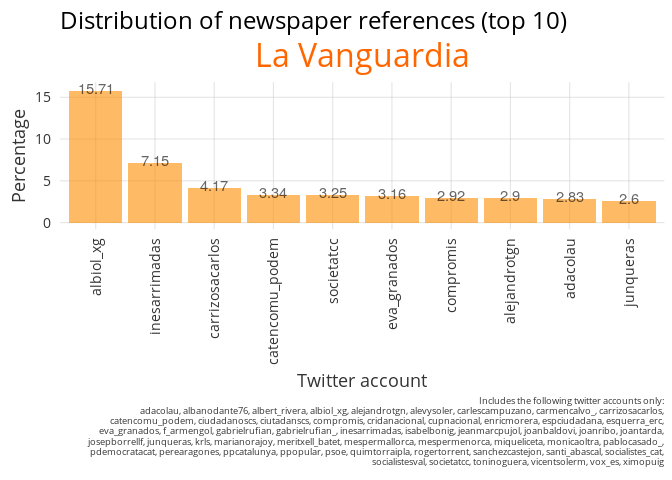 Distribution of newspaper references (top 10)
La Vanguardia
Percentage
15
10
5
0
15.71
7.15
4.17
3.34
3.25
3.16
2.92
2.9
2.83
2.6
albiol_xg
inesarrimadas
carrizosacarlos
catencomu_podem
societatcc
eva_granados
compromis
alejandrotgn
adacolau
junqueras
Twitter account
Includes the following twitter accounts only:
adacolau, albanodante76, albert_rivera, albiol_xg, alejandrotgn, alevysoler, carlescampuzano, carmencalvo_, carrizosacarlos,
catencomu_podem, ciudadanoscs, ciutadanscs, compromis, cridanacional, cupnacional, enricmorera, espciudadana, esquerra_erc,
eva_granados, f_armengol, gabrielrufian, gabrielrufian_, inesarrimadas, isabelbonig, jeanmarcpujol, joanbaldovi, joanribo, joantarda,
josepborrellf, junqueras, krls, marianorajoy, meritxell_batet, mespermallorca, mespermenorca, miqueliceta, monicaoltra, pablocasado_,
pdemocratacat, perearagones, ppcatalunya, ppopular, psoe, quimtorraipla, rogertorrent, sanchezcastejon, santi_abascal, socialistes_cat,
socialistesval, societatcc, toninoguera, vicentsolerm, vox_es, ximopuig